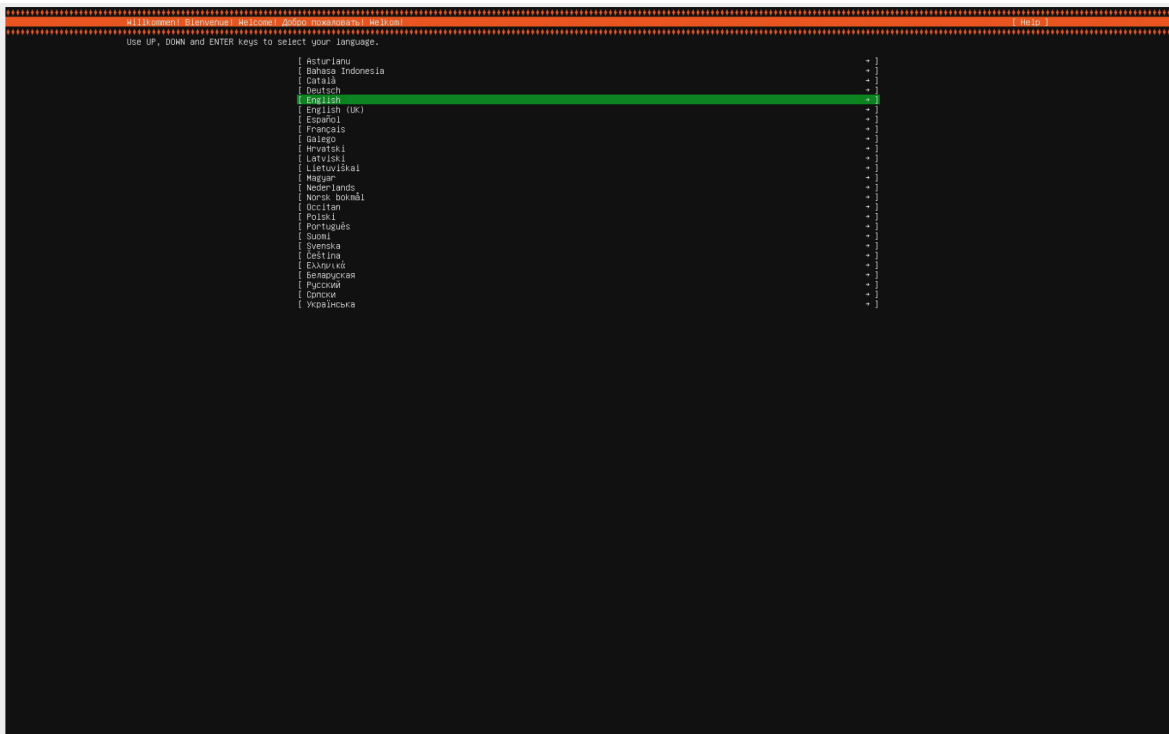 Willkommen! Bienvenue! Welcome! Добро пожаловать! Welkom! [ Help ]
Use UP, DOWN and ENTER keys to select your language.
[ Asturianu → ]
[ Bahasa Indonesia → ]
[ Català → ]
[ Deutsch → ]
[ English → ]
[ English (UK) → ]
[ Español → ]
[ Français → ]
[ Galego → ]
[ Hrvatski → ]
[ Latviski → ]
[ Lietuviškai → ]
[ Magyar → ]
[ Nederlands → ]
[ Norsk bokmål → ]
[ Occitan → ]
[ Polski → ]
[ Português → ]
[ Suomi → ]
[ Svenska → ]
[ Čeština → ]
[ Ελληνικά → ]
[ Беларуская → ]
[ Русский → ]
[ Српски → ]
[ Українська → ]